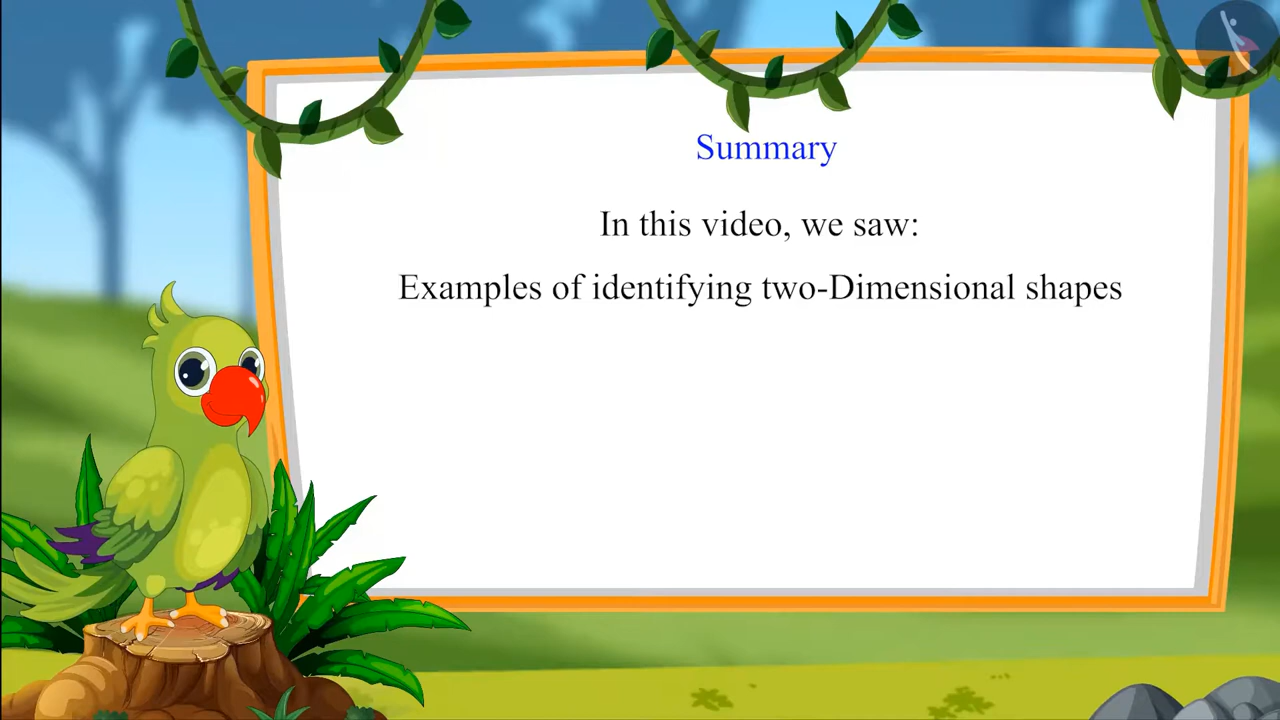 Summary
In this video, we saw:
Examples of identifying two-Dimensional shapes